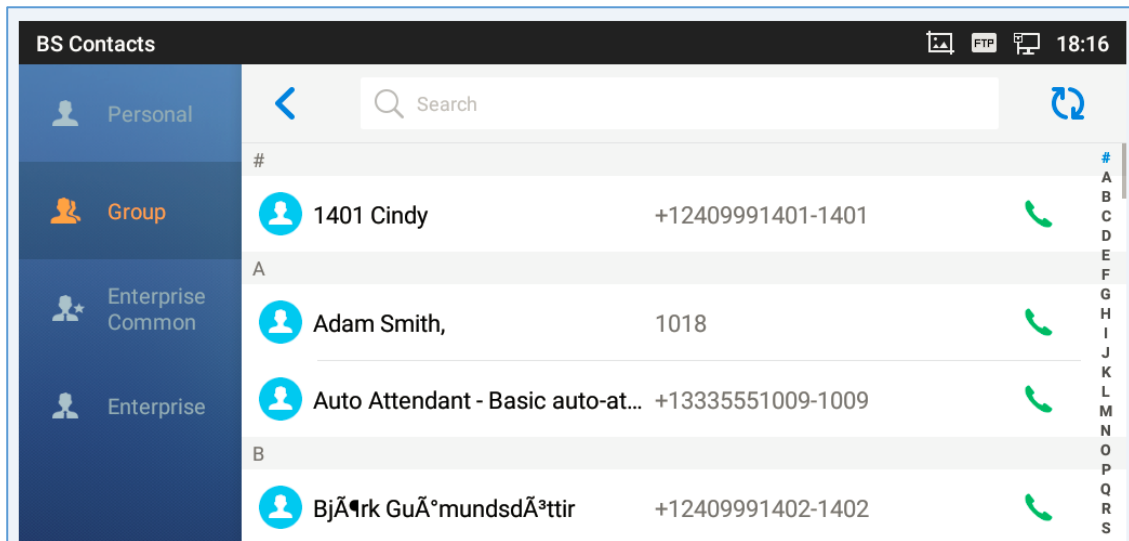 BS Contacts
FTP
18:16
Personal
Search
#
Group
1401 Cindy
+12409991401-1401
A
Enterprise
Common
Adam Smith,
1018
Enterprise
Auto Attendant - Basic auto-at...
+13335551009-1009
B
BjÃ¶rk GuÃ°mundsdÃ³ttir
+12409991402-1402
#
A
B
C
D
E
F
G
H
I
J
K
L
M
N
O
P
Q
R
S